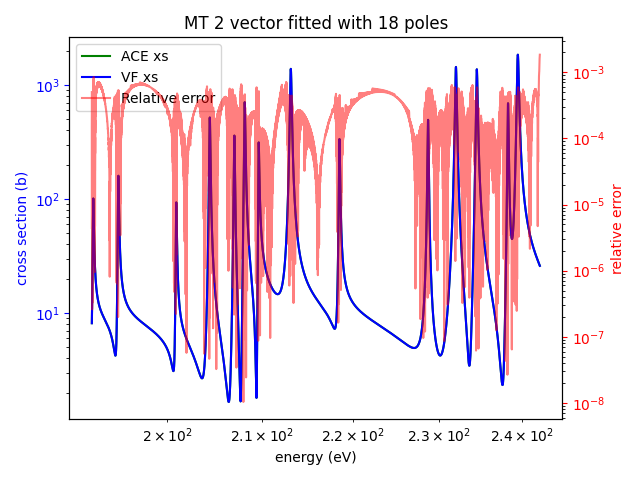 MT 2 vector fitted with 18 poles
ACE xs
VF xs
Relative error
10³
10²
10¹
cross section (b)
10⁻³
10⁻⁴
10⁻⁵
10⁻⁶
10⁻⁷
10⁻⁸
relative error
2 × 10² 2.1 × 10² 2.2 × 10² 2.3 × 10² 2.4 × 10²
energy (eV)